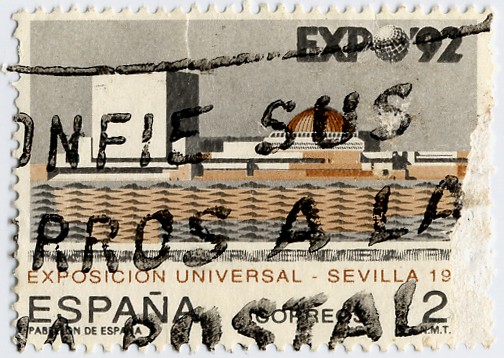 EXPO'92
ONFIE SUS
RROS A LA
EXPOSICION UNIVERSAL - SEVILLA 19
ESPAÑA CORREOS 2
POSTAL
PABELLON DE ESPAÑA N.M.T.